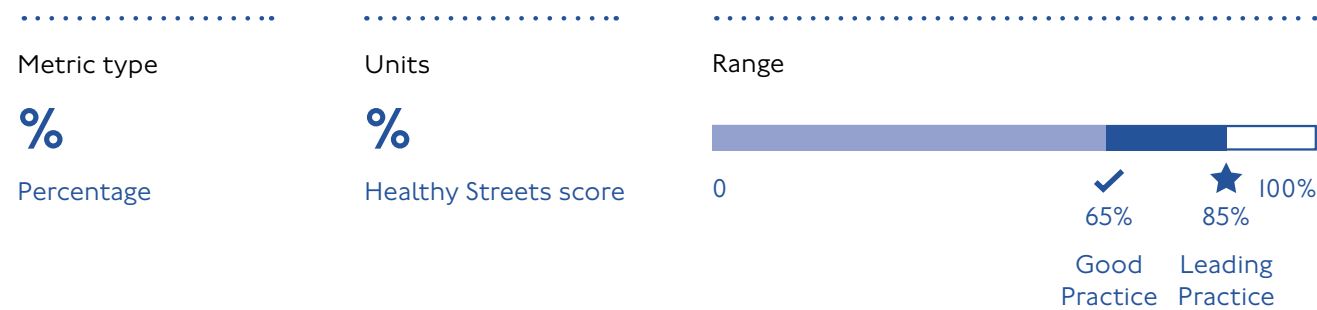 Metric type
%
Percentage
Units
%
Healthy Streets score
Range
0
100%
65%
85%
Good
Practice
Leading
Practice